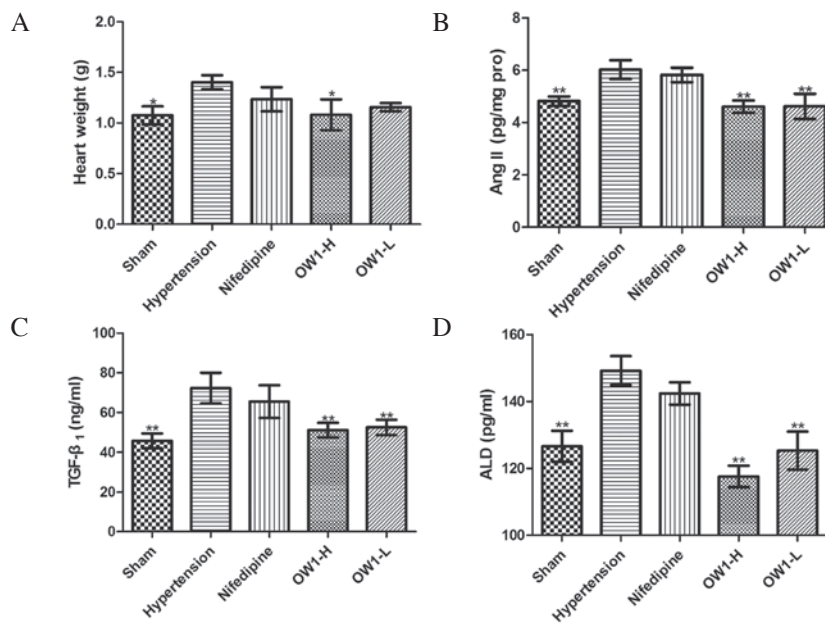 A
Heart weight (g)
2.0
1.5
1.0
0.5
0.0
*
*
Sham
Hypertension
Nifedipine
OW1-H
OW1-L
B
Ang II (pg/mg pro)
8
6
4
2
0
**
**
**
Sham
Hypertension
Nifedipine
OW1-H
OW1-L
C
TGF-β 1 (ng/ml)
100
80
60
40
20
0
**
**
**
Sham
Hypertension
Nifedipine
OW1-H
OW1-L
D
ALD (pg/ml)
160
140
120
100
**
**
**
Sham
Hypertension
Nifedipine
OW1-H
OW1-L